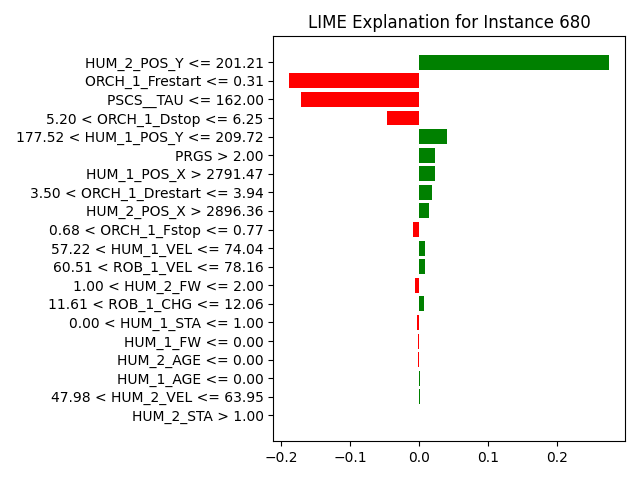 LIME Explanation for Instance 680
HUM_2_POS_Y <= 201.21
ORCH_1_Frestart <= 0.31
PSCS__TAU <= 162.00
5.20 < ORCH_1_Dstop <= 6.25
177.52 < HUM_1_POS_Y <= 209.72
PRGS > 2.00
HUM_1_POS_X > 2791.47
3.50 < ORCH_1_Drestart <= 3.94
HUM_2_POS_X > 2896.36
0.68 < ORCH_1_Fstop <= 0.77
57.22 < HUM_1_VEL <= 74.04
60.51 < ROB_1_VEL <= 78.16
1.00 < HUM_2_FW <= 2.00
11.61 < ROB_1_CHG <= 12.06
0.00 < HUM_1_STA <= 1.00
HUM_1_FW <= 0.00
HUM_2_AGE <= 0.00
HUM_1_AGE <= 0.00
47.98 < HUM_2_VEL <= 63.95
HUM_2_STA > 1.00
−0.2 −0.1 0.0 0.1 0.2